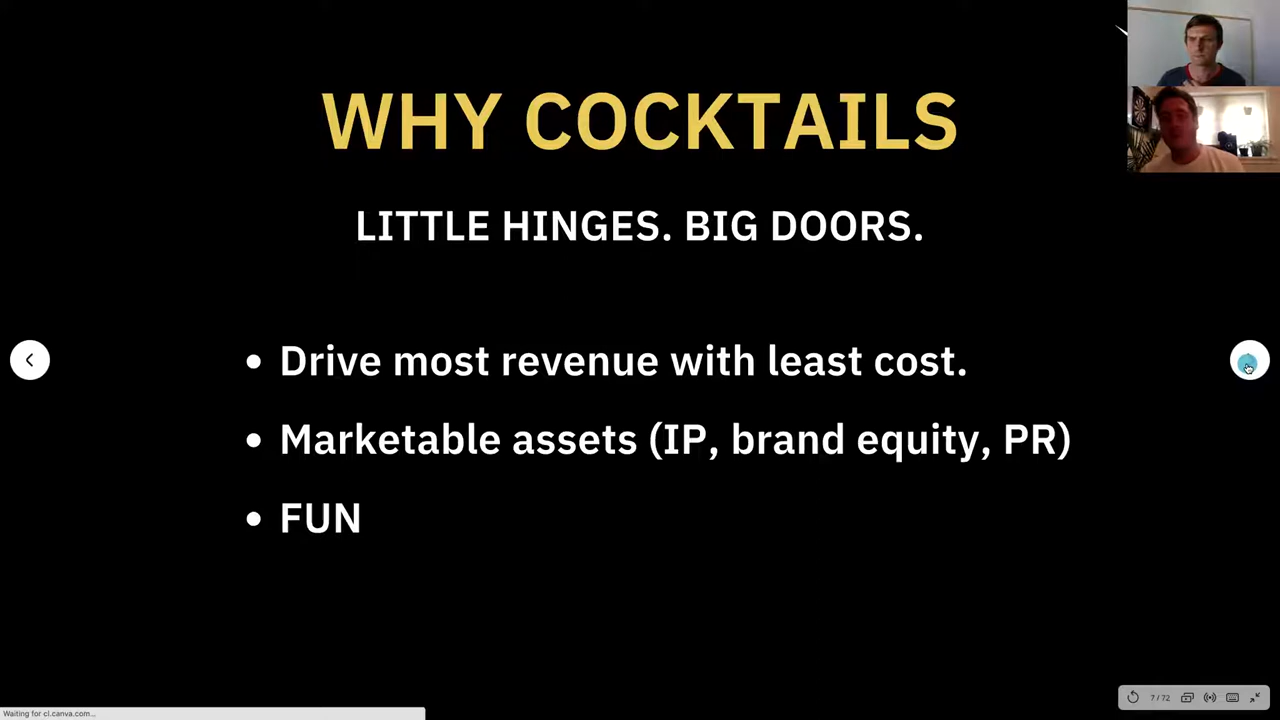 WHY COCKTAILS
LITTLE HINGES. BIG DOORS.
• Drive most revenue with least cost.
• Marketable assets (IP, brand equity, PR)
• FUN
7 / 72
Waiting for cl.canva.com...